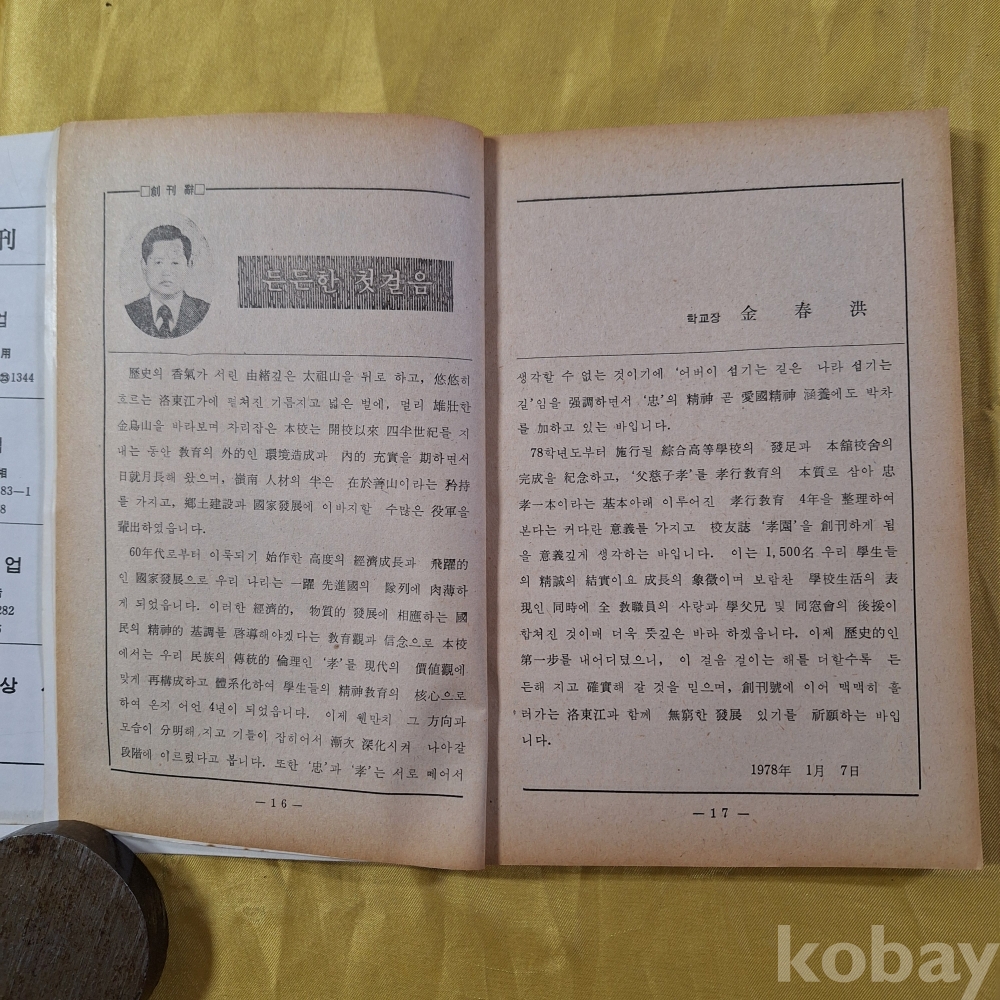 刊
업
用
㉓1344
상
□創刊辭□
든든한 첫걸음
歷史의 香氣가 서린 由緖깊은 太祖山을 뒤로 하고, 悠悠히
흐르는 洛東江가에 펼쳐진 기름지고 넓은 벌에, 멀리 雄壯한
金烏山을 바라보며 자리잡은 本校는 開校以來 四半世紀를 지
내는 동안 敎育의 外的인 環境造成과 內的 充實을 期하면서
日就月長해 왔으며, 嶺南 人材의 半은 在於善山이라는 矜持
를 가지고, 鄕土建設과 國家發展에 이바지할 수많은 役軍을
輩出하였읍니다.
60年代로부터 이룩되기 始作한 高度의 經濟成長과 飛躍的
인 國家發展으로 우리 나라는 一躍 先進國의 隊列에 肉薄하
게 되었읍니다. 이러한 經濟的, 物質的 發展에 相應하는 國
民의 精神的 基調를 啓導해야겠다는 敎育觀과 信念으로 本校
에서는 우리 民族의 傳統的 倫理인 ‘孝’를 現代의 價値觀에
맞게 再構成하고 體系化하여 學生들의 精神敎育의 核心으로
하여 온지 어언 4년이 되었읍니다. 이제 웬만치 그 方向과
모습이 分明해 지고 기틀이 잡히어서 漸次 深化시켜 나아갈
段階에 이르렀다고 봅니다. 또한 ‘忠’과 ‘孝’는 서로 떼어서
—16—
학교장 金春洪
생각할 수 없는 것이기에 ‘어버이 섬기는 길은 나라 섬기는
길’임을 强調하면서 ‘忠’의 精神 곧 愛國精神 涵養에도 박차
를 加하고 있는 바입니다.
78학년도부터 施行될 綜合高等學校의 發足과 本舘校舍의
完成을 紀念하고, ‘父慈子孝’를 孝行敎育의 本質로 삼아 忠
孝一本이라는 基本아래 이루어진 孝行敎育 4年을 整理하여
본다는 커다란 意義를 가지고 校友誌 ‘孝園’을 創刊하게 됨
을 意義깊게 생각하는 바입니다. 이는 1,500名 우리 學生들
의 精誠의 結實이요 成長의 象徵이며 보람찬 學校生活의 表
現인 同時에 全 敎職員의 사랑과 學父兄 및 同窓會의 後援이
합쳐진 것이매 더욱 뜻깊은 바라 하겠읍니다. 이제 歷史的인
第一步를 내어디뎠으니, 이 걸음 걸이는 해를 더할수록 든
든해 지고 確實해 갈 것을 믿으며, 創刊號에 이어 백백히 흘
러가는 洛東江과 함께 無窮한 發展 있기를 祈願하는 바입
니다.
1978年 1月 7日
—17—
kobay